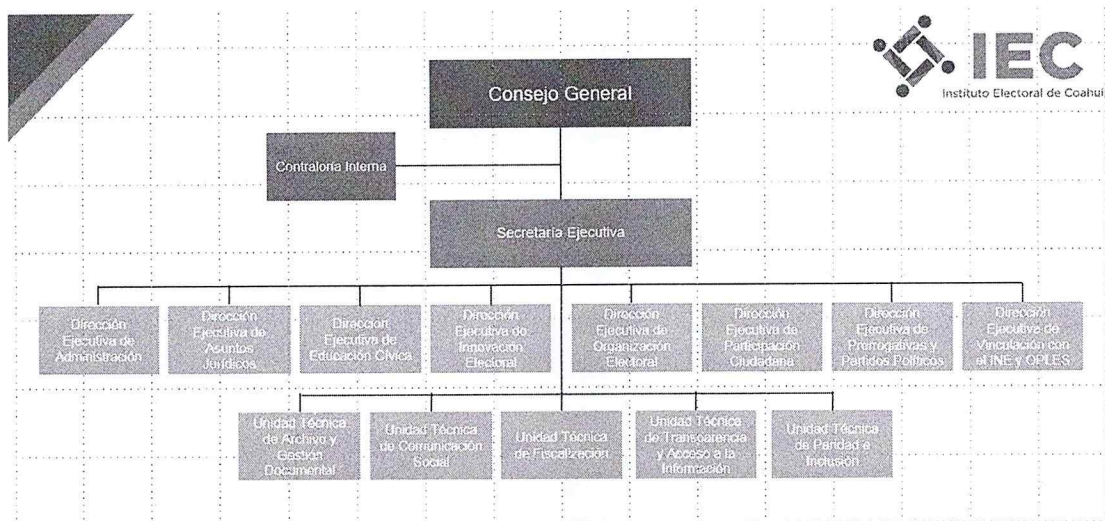 IEC
Instituto Electoral de Coahui
Consejo General
Contraloría Interna
Secretaría Ejecutiva
Dirección
Ejecutiva de
Administración
Dirección
Ejecutiva de
Asuntos
Jurídicos
Dirección
Ejecutiva de
Educación Cívica
Dirección
Ejecutiva de
Innovación
Electoral
Dirección
Ejecutiva de
Organización
Electoral
Dirección
Ejecutiva de
Participación
Ciudadana
Dirección
Ejecutiva de
Prerrogativas y
Partidos Políticos
Dirección
Ejecutiva de
Vinculación con
el INE y OPLES
Unidad Técnica
de Archivo y
Gestión
Documental
Unidad Técnica
de Comunicación
Social
Unidad Técnica
de Fiscalización
Unidad Técnica
de Transparencia
y Acceso a la
Información
Unidad Técnica
de Paridad e
Inclusión